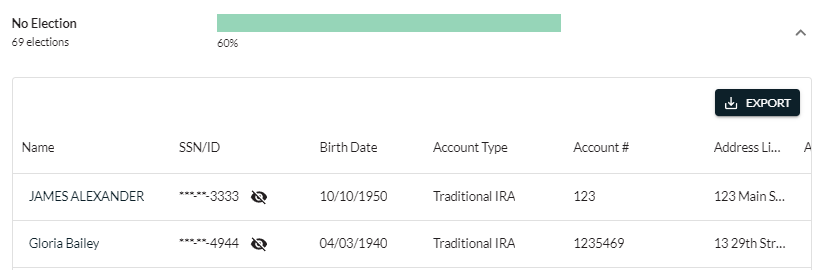 No Election
69 elections
60%
EXPORT
Name SSN/ID Birth Date Account Type Account # Address Li... A
JAMES ALEXANDER ***-**-3333 10/10/1950 Traditional IRA 123 123 Main S...
Gloria Bailey ***-**-4944 04/03/1940 Traditional IRA 1235469 13 29th Str...